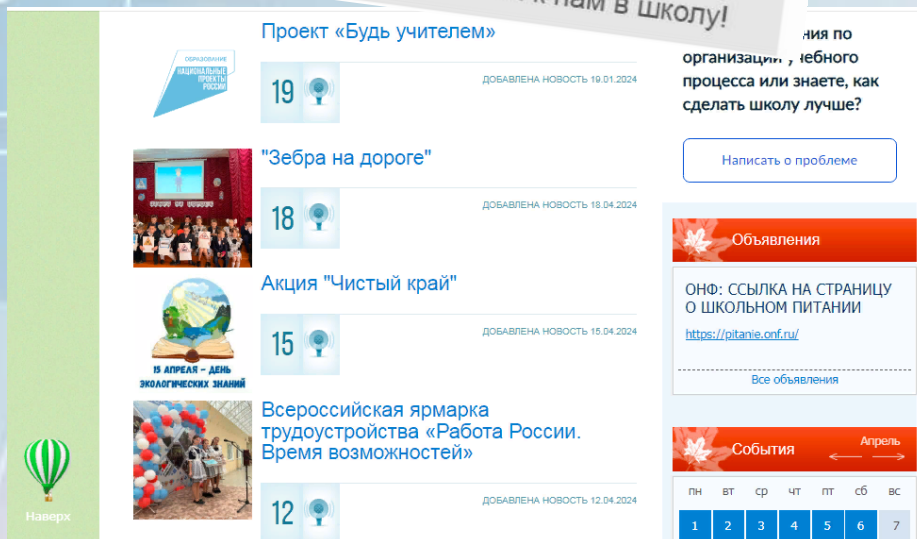 к нам в школу!
Проект «Будь учителем»
ОБРАЗОВАНИЕ
НАЦИОНАЛЬНЫЕ
ПРОЕКТЫ
РОССИИ
19
ДОБАВЛЕНА НОВОСТЬ 19.01.2024
"Зебра на дороге"
18
ДОБАВЛЕНА НОВОСТЬ 18.04.2024
Акция "Чистый край"
15 АПРЕЛЯ – ДЕНЬ
ЭКОЛОГИЧЕСКИХ ЗНАНИЙ
15
ДОБАВЛЕНА НОВОСТЬ 15.04.2024
Всероссийская ярмарка
трудоустройства «Работа России.
Время возможностей»
12
ДОБАВЛЕНА НОВОСТЬ 12.04.2024
Наверх
по
организации
процесса или знаете, как
сделать школу лучше?
Написать о проблеме
Объявления
ОНФ: ССЫЛКА НА СТРАНИЦУ
О ШКОЛЬНОМ ПИТАНИИ
https://pitanie.onf.ru/
Все объявления
События
Апрель
пн вт ср чт пт сб вс
1 2 3 4 5 6 7